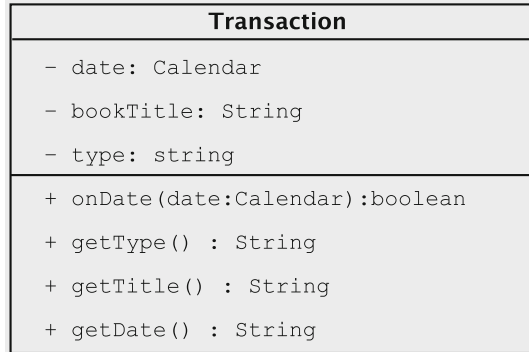 Transaction
- date: Calendar
- bookTitle: String
- type: string
+ onDate(date:Calendar):boolean
+ getType() : String
+ getTitle() : String
+ getDate() : String